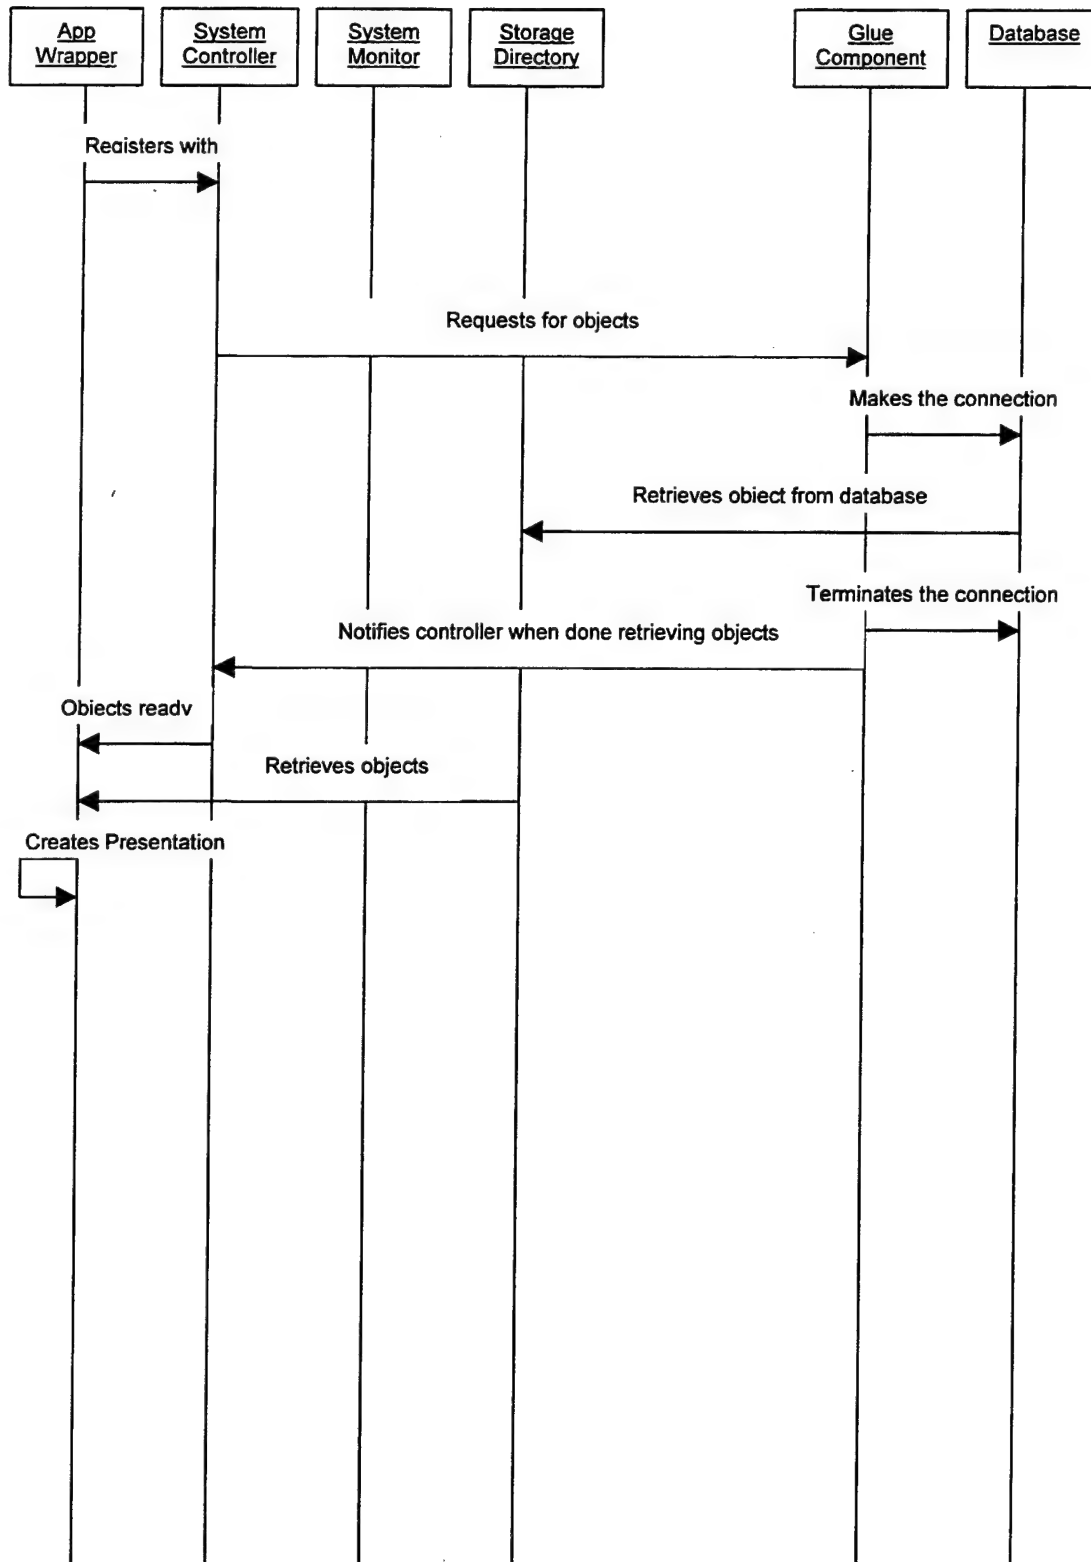 App
Wrapper
System
Controller
System
Monitor
Storage
Directory
Glue
Component
Database
Registers with
Requests for objects
Makes the connection
Retrieves object from database
Terminates the connection
Notifies controller when done retrieving objects
Objects ready
Retrieves objects
Creates Presentation